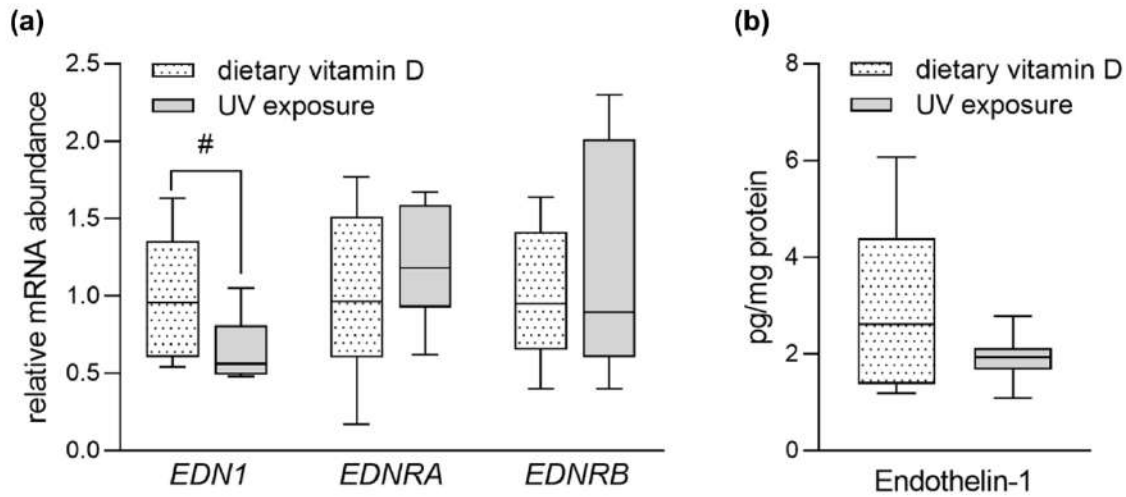 (a)
relative mRNA abundance
2.5
2.0
1.5
1.0
0.5
0.0
dietary vitamin D
UV exposure
#
EDN1
EDNRA
EDNRB
(b)
pg/mg protein
8
6
4
2
0
dietary vitamin D
UV exposure
Endothelin-1